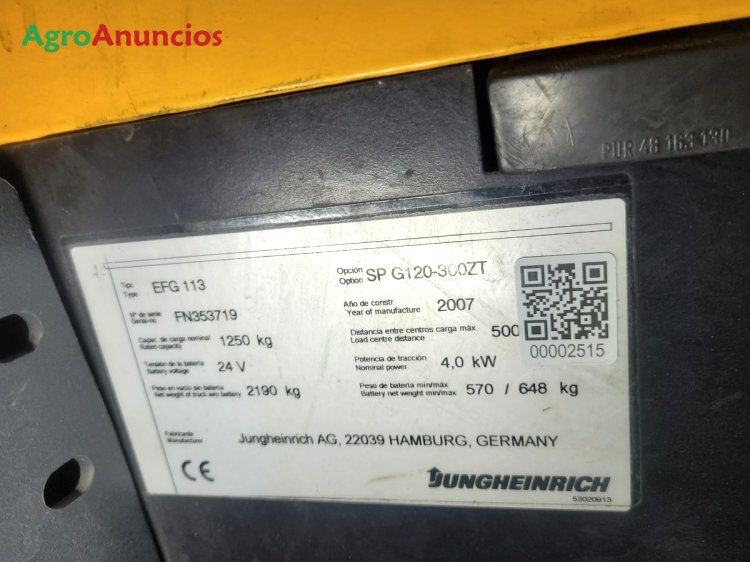 AgroAnuncios
PUR 48 163 130
Tipo
Type
EFG 113
Opción
Option
SP G120-300ZT
Nº de serie
Serial-no
FN353719
Año de constr.
Year of manufacture
2007
Capac. de carga nominal
Rated capacity
1250 kg
Distancia entre centros carga máx
Load centre distance
500
Tensión de la batería
Battery voltage
24 V
Potencia de tracción
Nominal power
4,0 kW
Peso en vacío sin batería
Net weight of truck w/o battery
2190 kg
Peso de batería min/máx
Battery net weight min/max
570 / 648 kg
00002515
Fabricante
Manufacturer
Jungheinrich AG, 22039 HAMBURG, GERMANY
CE
JUNGHEINRICH
52020813